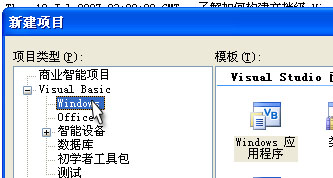 新建项目
项目类型(P):
模板(T):
商业智能项目
Visual Basic
Windows
Office
智能设备
数据库
初学者工具包
测试
Visual Studio
Windows 应
用程序